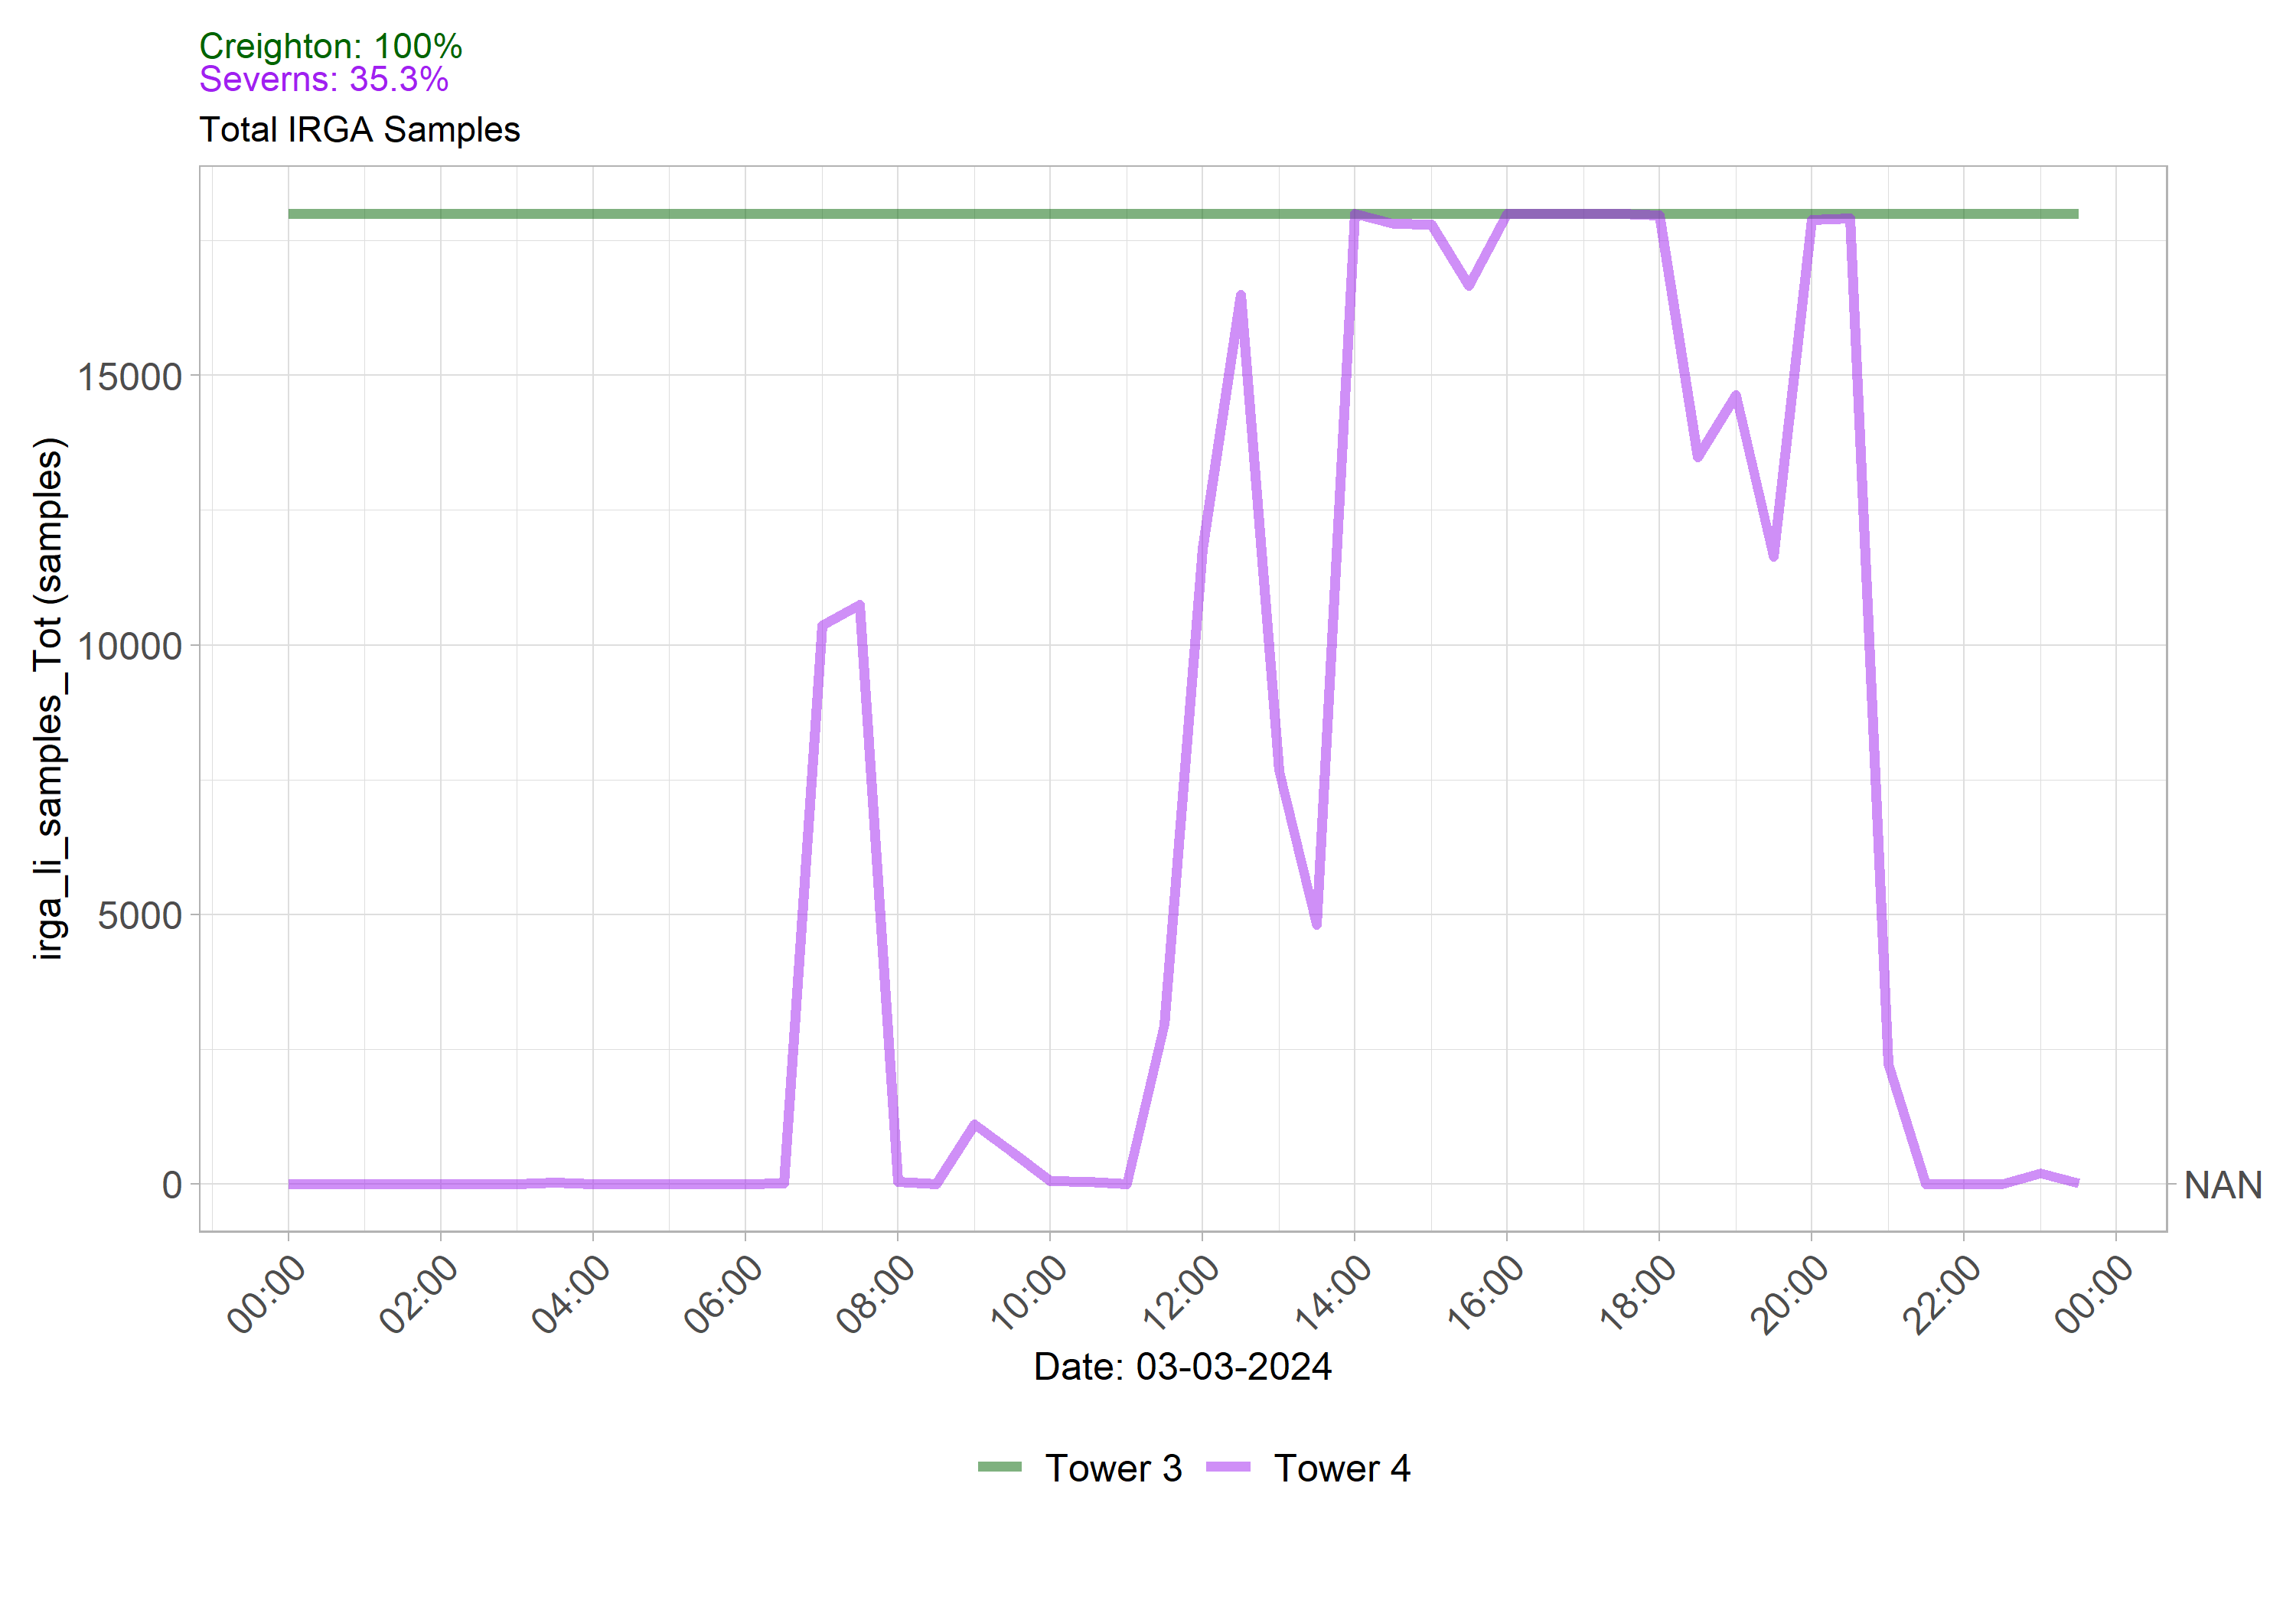 Creighton: 100%
Severns: 35.3%
Total IRGA Samples
irga_li_samples_Tot (samples)
15000
10000
5000
0
NAN
00:00
02:00
04:00
06:00
08:00
10:00
12:00
14:00
16:00
18:00
20:00
22:00
00:00
Date: 03-03-2024
Tower 3
Tower 4